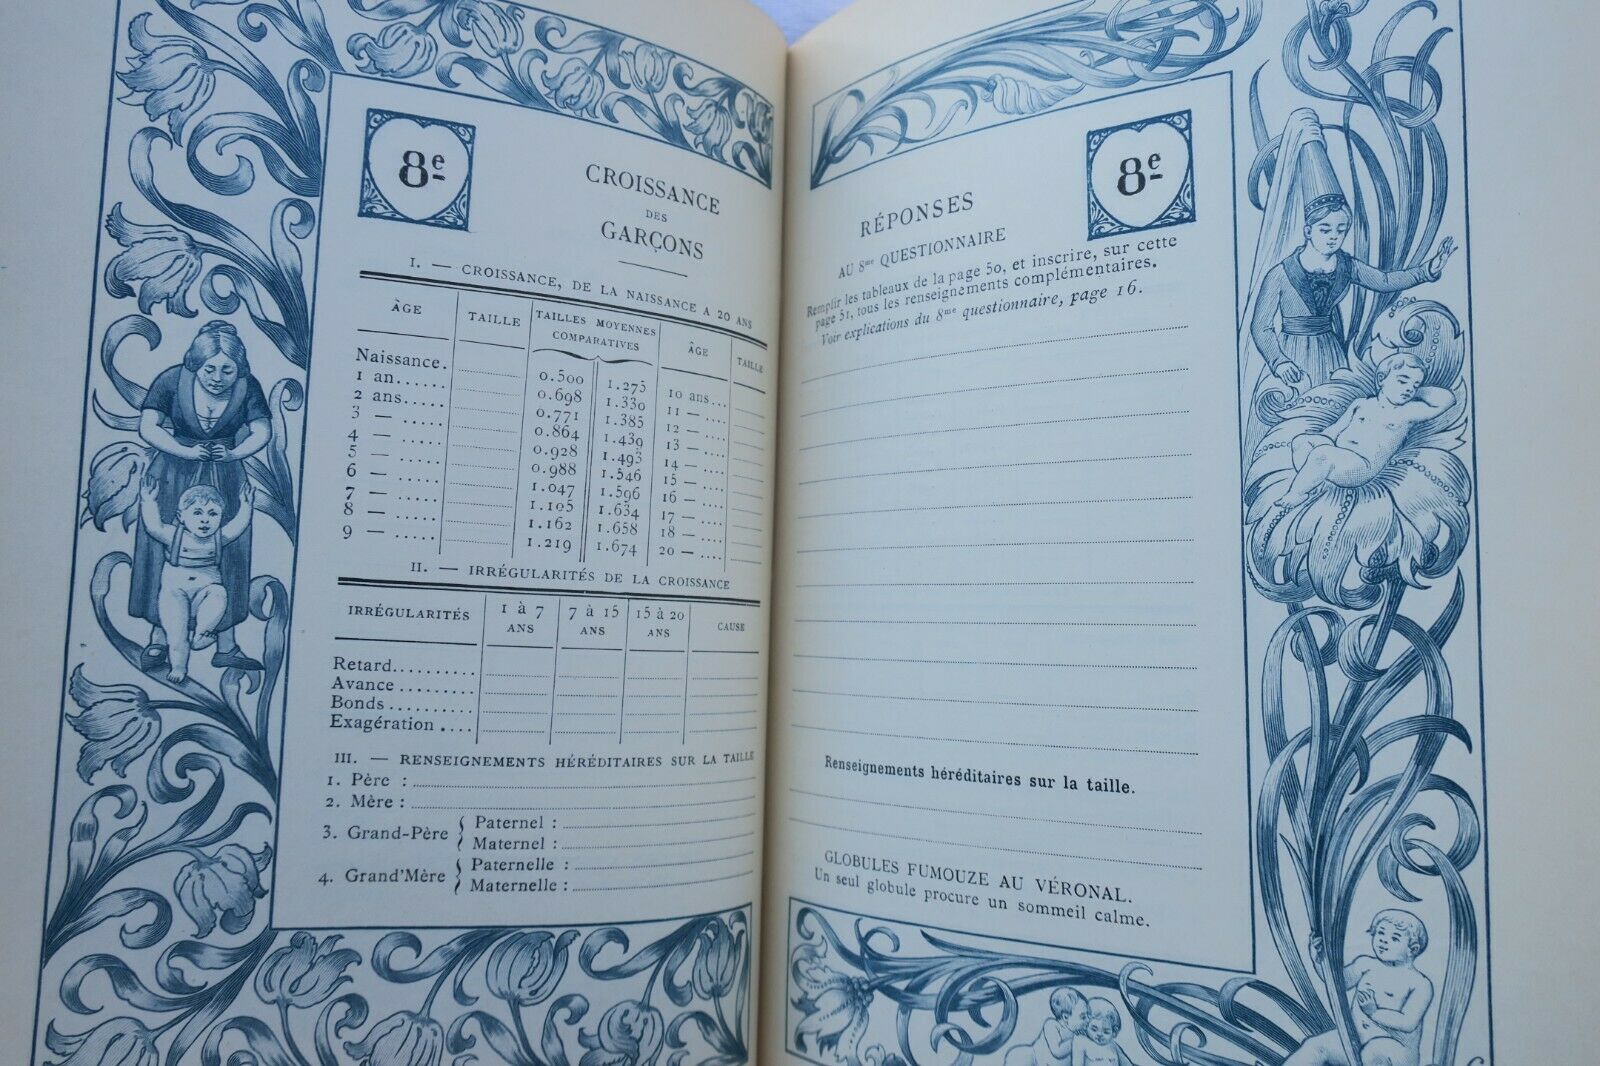 8e
CROISSANCE
DES
GARÇONS
I. — CROISSANCE, DE LA NAISSANCE A 20 ANS
ÂGE TAILLE TAILLES MOYENNES COMPARATIVES ÂGE TAILLE
Naissance. 0.500 1.275 10 ans...
1 an...... 0.698 1.330 11 — ....
2 ans..... 0.771 1.385 12 — ....
3 — ..... 0.864 1.439 13 — ....
4 — ..... 0.928 1.493 14 — ....
5 — ..... 0.988 1.546 15 — ....
6 — ..... 1.047 1.596 16 — ....
7 — ..... 1.105 1.634 17 — ....
8 — ..... 1.162 1.658 18 — ....
9 — ..... 1.219 1.674 20 — ....
II. — IRRÉGULARITÉS DE LA CROISSANCE
IRRÉGULARITÉS 1 à 7 ANS 7 à 15 ANS 15 à 20 ANS CAUSE
Retard........
Avance ........
Bonds ........
Exagération ....
III. — RENSEIGNEMENTS HÉRÉDITAIRES SUR LA TAILLE
1. Père :
2. Mère :
3. Grand-Père { Paternel :
Maternel :
4. Grand'Mère { Paternelle :
Maternelle :
8e
RÉPONSES
AU 8me QUESTIONNAIRE
Remplir les tableaux de la page 50, et inscrire, sur cette
page 51, tous les renseignements complémentaires.
Voir explications du 8me questionnaire, page 16.
Renseignements héréditaires sur la taille.
GLOBULES FUMOUZE AU VÉRONAL.
Un seul globule procure un sommeil calme.